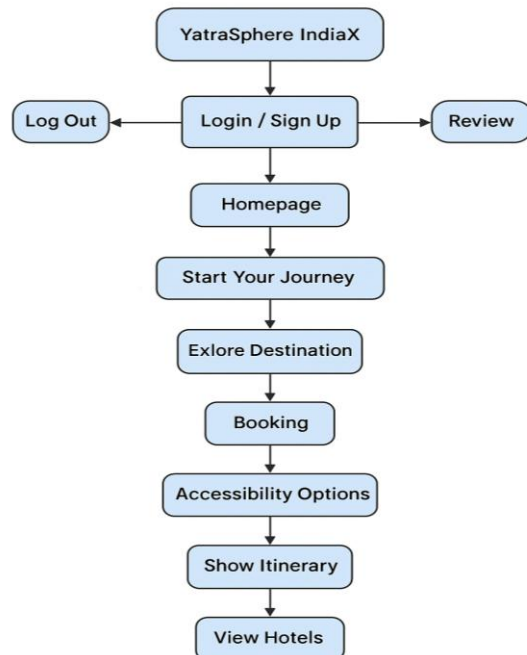 YatraSphere IndiaX
Log Out
Login / Sign Up
Review
Homepage
Start Your Journey
Exlore Destination
Booking
Accessibility Options
Show Itinerary
View Hotels